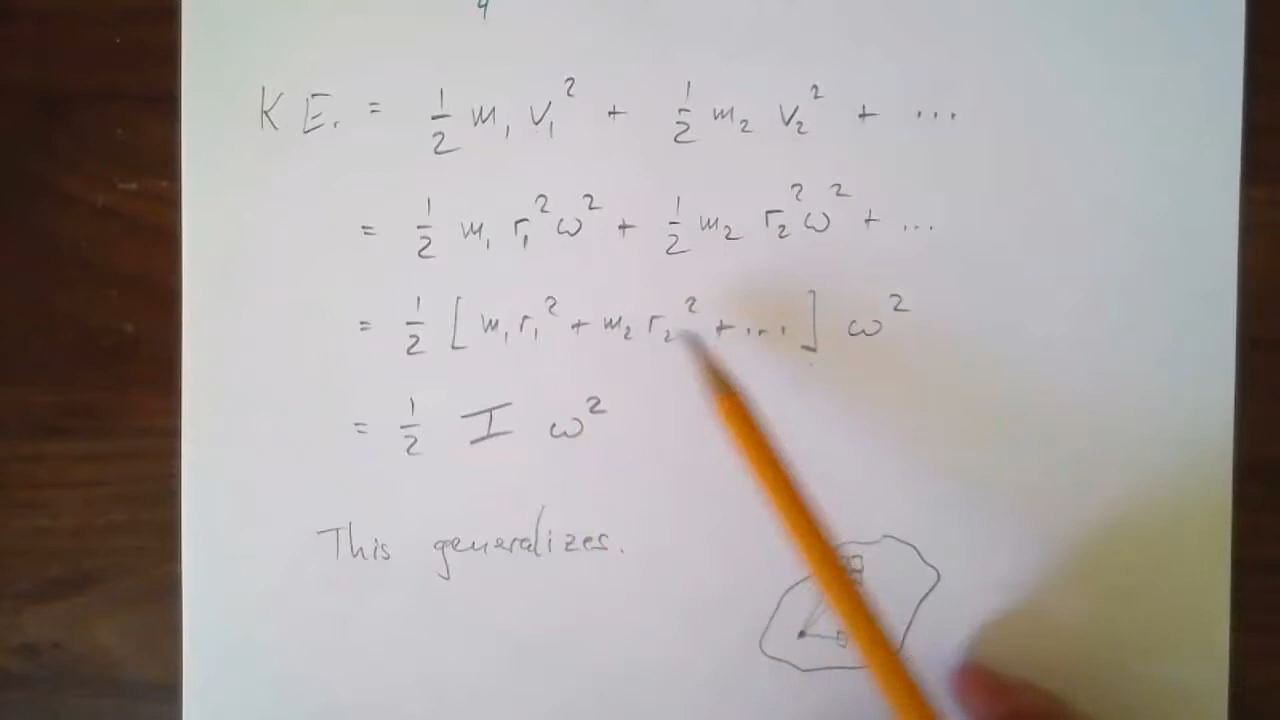 4
K E. = 1/2 m₁ v₁² + 1/2 m₂ v₂² + ...
= 1/2 m₁ r₁² ω² + 1/2 m₂ r₂² ω² + ...
= 1/2 [ m₁ r₁² + m₂ r₂² + ... ] ω²
= 1/2 I ω²
This generalizes.